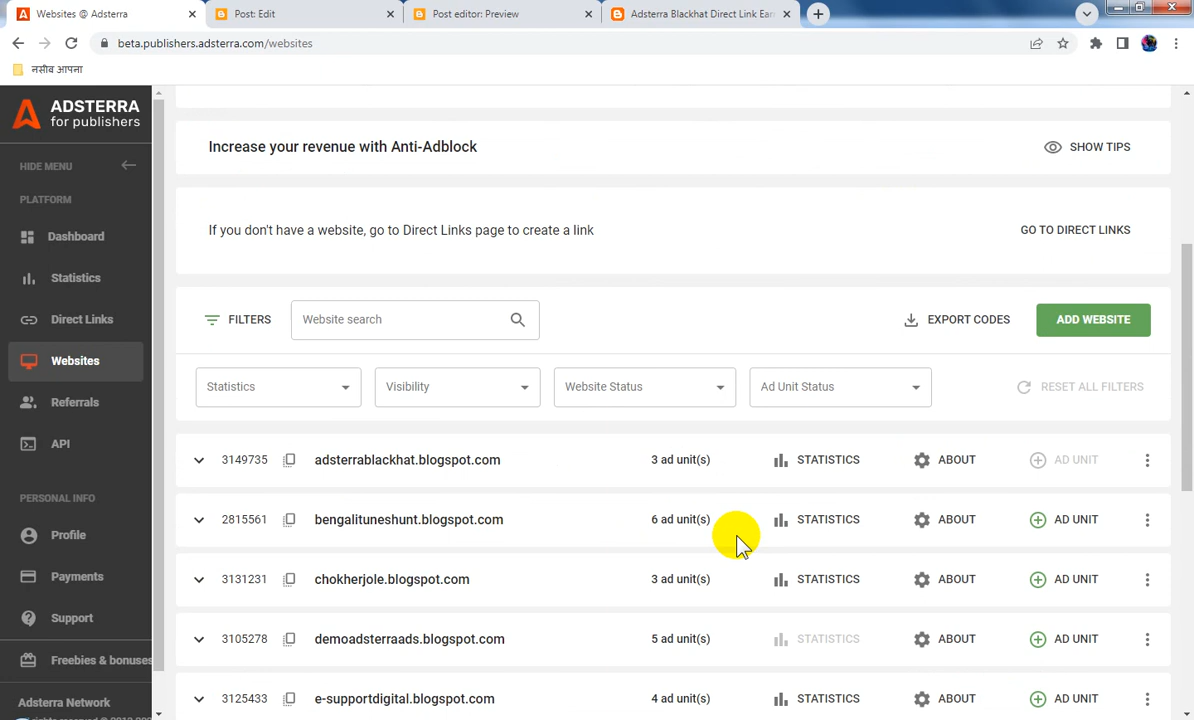 Websites @ Adsterra
Post: Edit
Post editor: Preview
Adsterra Blackhat Direct Link Earn
beta.publishers.adsterra.com/websites
नसीब आपना
ADSTERRA
for publishers
HIDE MENU
PLATFORM
Dashboard
Statistics
Direct Links
Websites
Referrals
API
PERSONAL INFO
Profile
Payments
Support
Freebies & bonuses
Adsterra Network
Increase your revenue with Anti-Adblock
SHOW TIPS
If you don't have a website, go to Direct Links page to create a link
GO TO DIRECT LINKS
FILTERS
Website search
EXPORT CODES
ADD WEBSITE
Statistics
Visibility
Website Status
Ad Unit Status
RESET ALL FILTERS
3149735 adsterrablackhat.blogspot.com 3 ad unit(s) STATISTICS ABOUT AD UNIT
2815561 bengalituneshunt.blogspot.com 6 ad unit(s) STATISTICS ABOUT AD UNIT
3131231 chokherjole.blogspot.com 3 ad unit(s) STATISTICS ABOUT AD UNIT
3105278 demoadsterraads.blogspot.com 5 ad unit(s) STATISTICS ABOUT AD UNIT
3125433 e-supportdigital.blogspot.com 4 ad unit(s) STATISTICS ABOUT AD UNIT